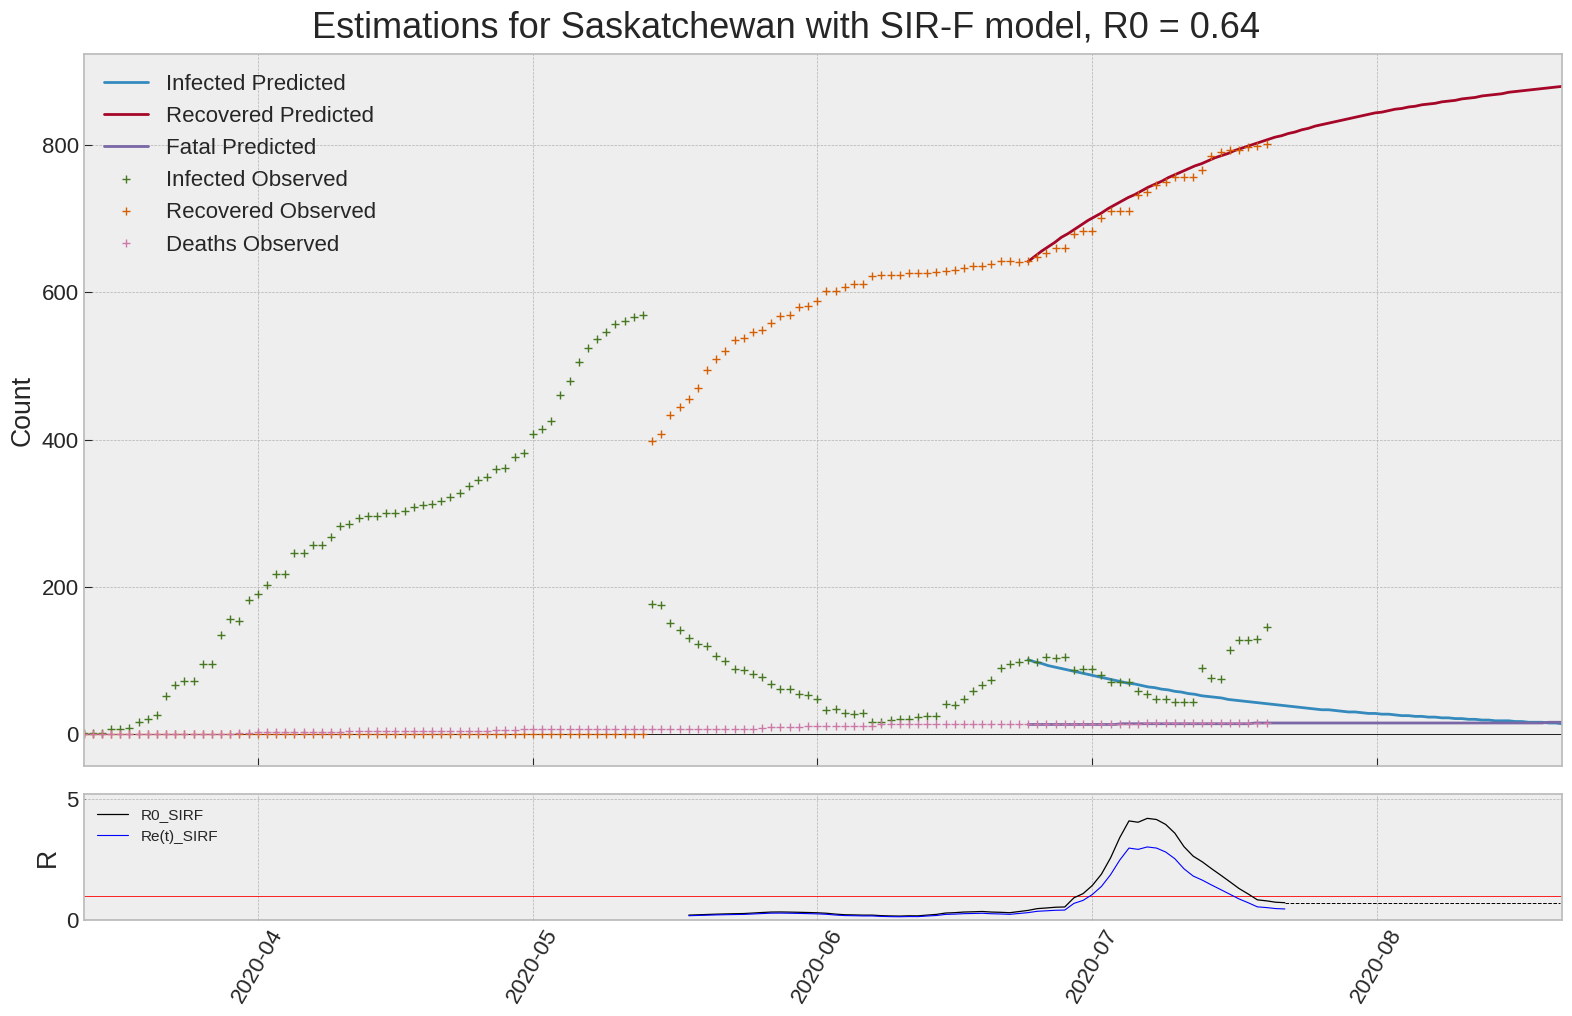 Estimations for Saskatchewan with SIR-F model, R0 = 0.64
Infected Predicted
Recovered Predicted
Fatal Predicted
Infected Observed
Recovered Observed
Deaths Observed
800
600
400
200
0
Count
5
0
R
R0_SIRF
Re(t)_SIRF
2020-04
2020-05
2020-06
2020-07
2020-08